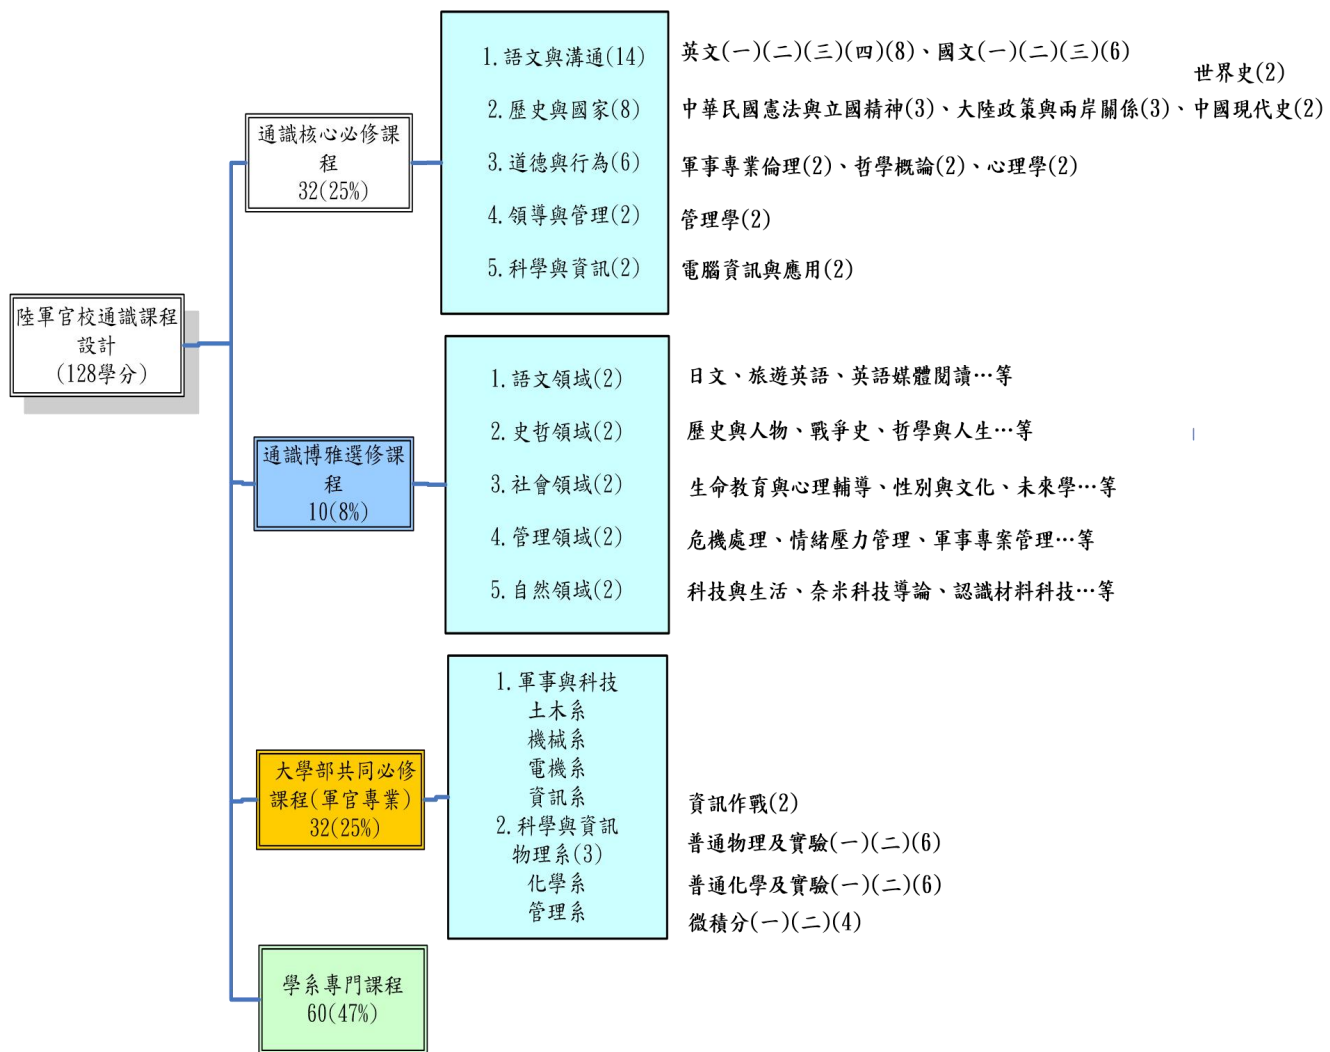 陸軍官校通識課程
設計
(128學分)
通識核心必修課
程
32(25%)
1.語文與溝通(14)
英文(一)(二)(三)(四)(8)、國文(一)(二)(三)(6)
世界史(2)
2.歷史與國家(8)
中華民國憲法與立國精神(3)、大陸政策與兩岸關係(3)、中國現代史(2)
3.道德與行為(6)
軍事專業倫理(2)、哲學概論(2)、心理學(2)
4.領導與管理(2)
管理學(2)
5.科學與資訊(2)
電腦資訊與應用(2)
通識博雅選修課
程
10(8%)
1.語文領域(2)
日文、旅遊英語、英語媒體閱讀…等
2.史哲領域(2)
歷史與人物、戰爭史、哲學與人生…等
3.社會領域(2)
生命教育與心理輔導、性別與文化、未來學…等
4.管理領域(2)
危機處理、情緒壓力管理、軍事專案管理…等
5.自然領域(2)
科技與生活、奈米科技導論、認識材料科技…等
大學部共同必修
課程(軍官專業)
32(25%)
1.軍事與科技
土木系
機械系
電機系
資訊系
資訊作戰(2)
2.科學與資訊
物理系(3)
普通物理及實驗(一)(二)(6)
化學系
普通化學及實驗(一)(二)(6)
管理系
微積分(一)(二)(4)
學系專門課程
60(47%)